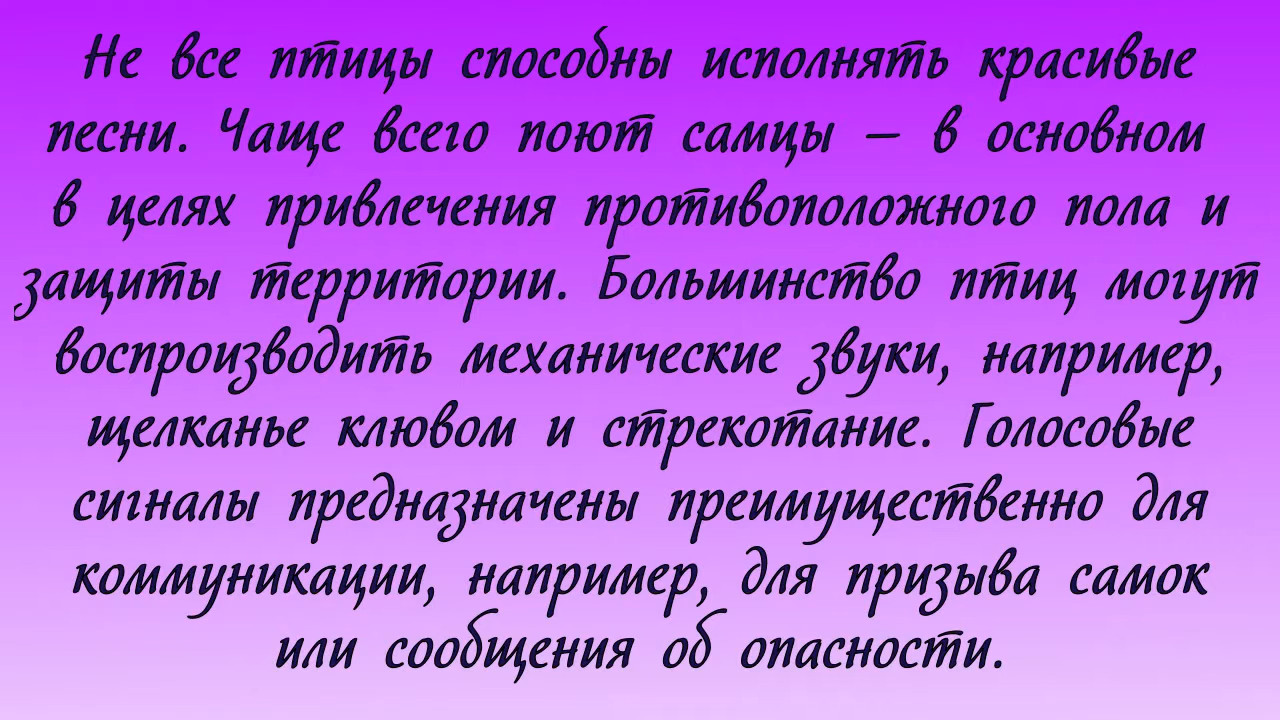 Не все птицы способны исполнять красивые
песни. Чаще всего поют самцы – в основном
в целях привлечения противоположного пола и
защиты территории. Большинство птиц могут
воспроизводить механические звуки, например,
щелканье клювом и стрекотание. Голосовые
сигналы предназначены преимущественно для
коммуникации, например, для призыва самок
или сообщения об опасности.